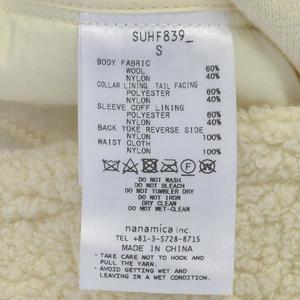 SUHF839_
S
BODY FABRIC
WOOL 60%
NYLON 40%
COLLAR LINING, TAIL FACING
POLYESTER 60%
NYLON 40%
SLEEVE COFF LINING
POLYESTER 60%
NYLON 40%
BACK YOKE REVERSE SIDE
NYLON 100%
WAIST CLOTH
NYLON 100%
DO NOT WASH
DO NOT BLEACH
DO NOT TUMBLER DRY
DO NOT IRON
DRY CLEAN
DO NOT WET-CLEAN
nanamica inc.
TEL +81-3-5728-8715
MADE IN CHINA
・TAKE CARE NOT TO HOOK AND
PULL THE YARN.
・AVOID GETTING WET AND
LEAVING IN A WET CONDITION.